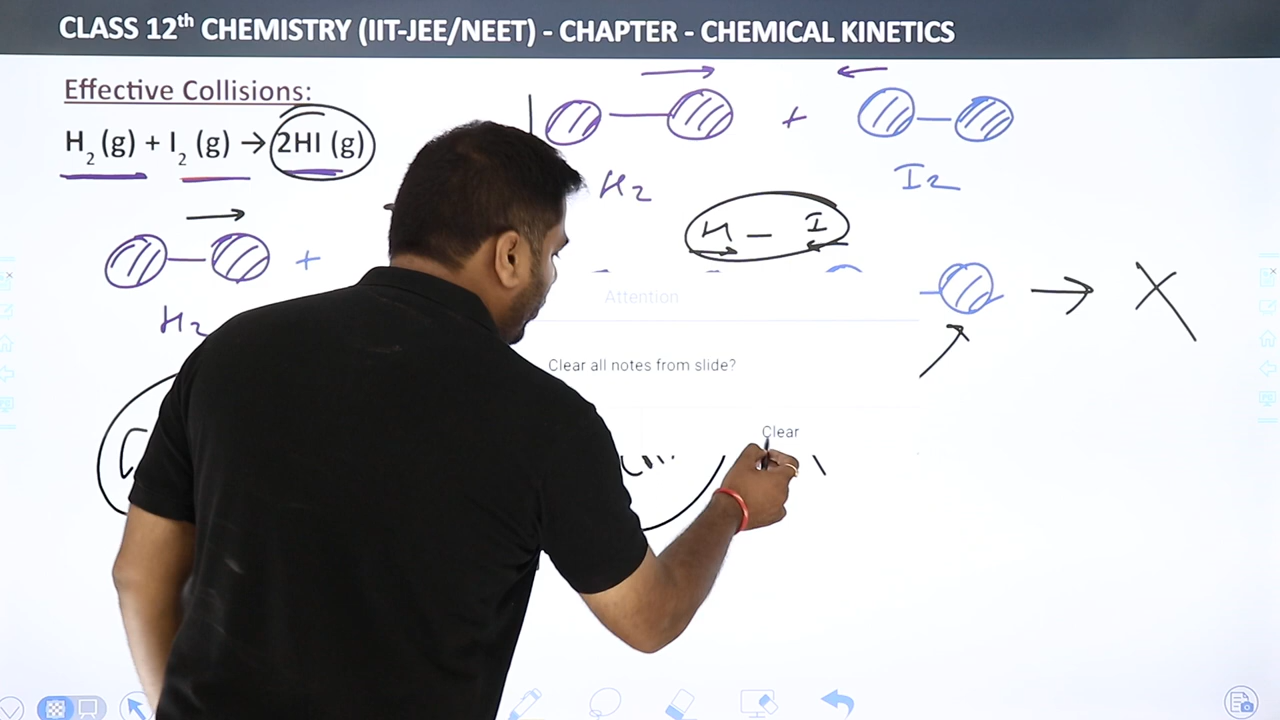 CLASS 12th CHEMISTRY (IIT-JEE/NEET) - CHAPTER - CHEMICAL KINETICS
Effective Collisions:
H2 (g) + I2 (g) → 2HI (g)
+
H2
I2
H - I
H2 +
→ X
Attention
Clear all notes from slide?
Clear